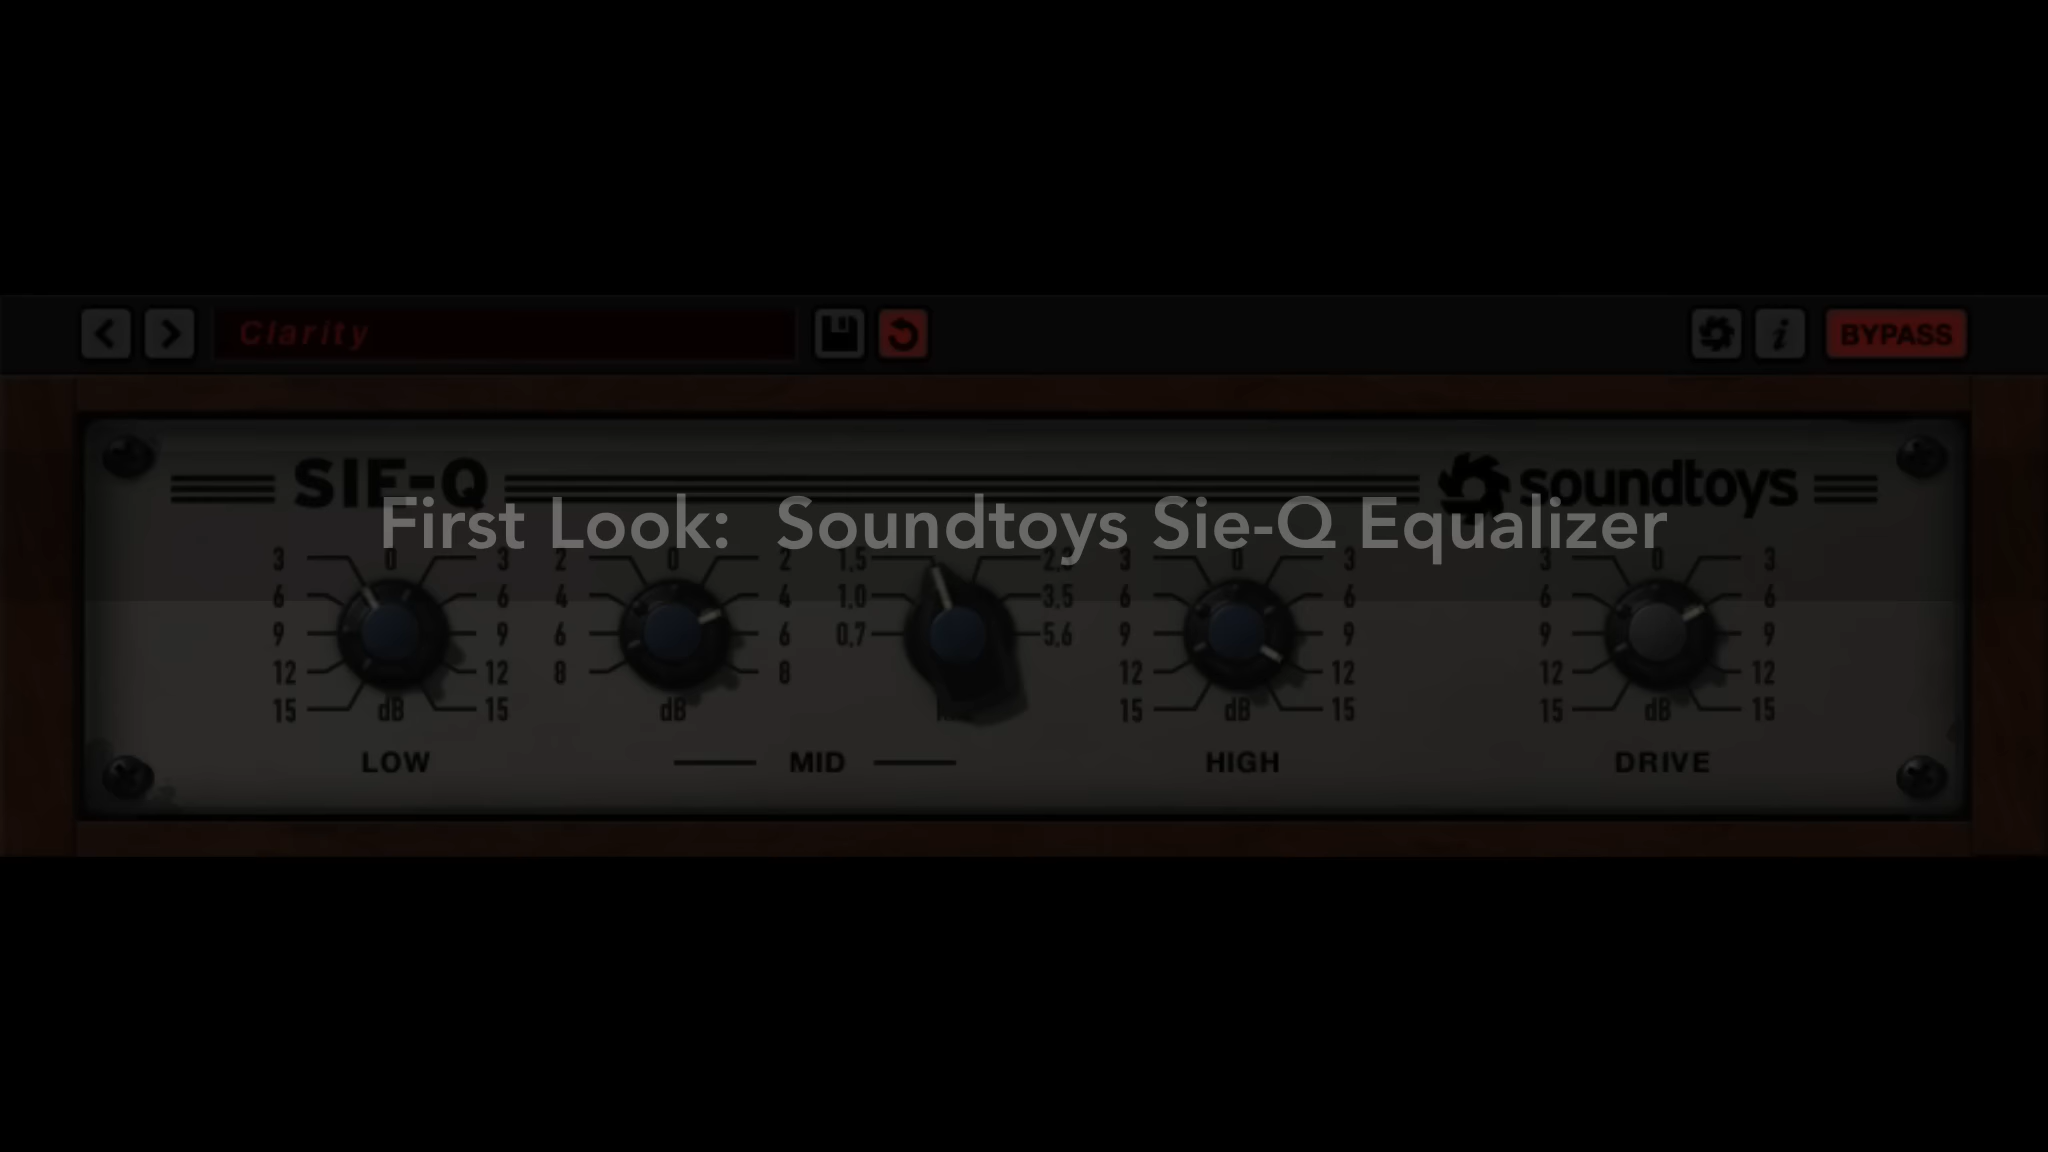 Clarity
i BYPASS
SIE-Q soundtoys
First Look: Soundtoys Sie-Q Equalizer
3 0 3 2 0 2 1,5 3 0 3 3 0 3
6 6 4 4 1,0 3,5 6 6 6 6
9 9 6 6 0,7 5,6 9 9 9 9
12 12 8 8 12 12 12 12
15 dB 15 dB 15 dB 15 15 dB 15
LOW MID HIGH DRIVE